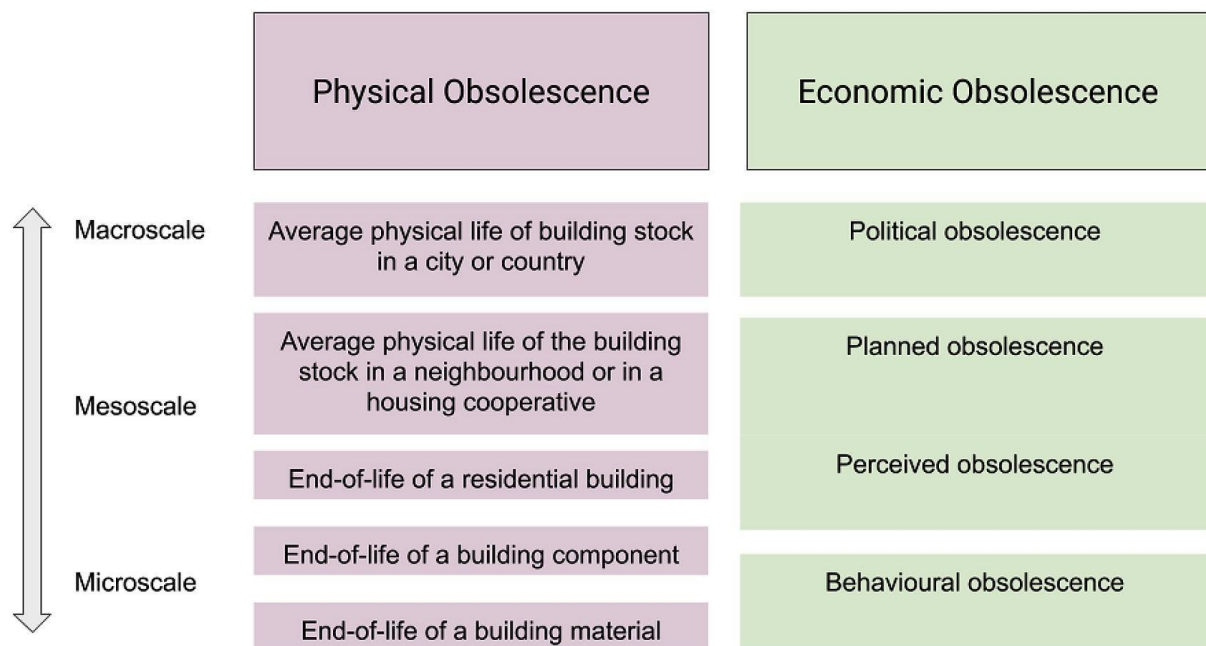 Physical Obsolescence
Economic Obsolescence
Macroscale
Average physical life of building stock
in a city or country
Political obsolescence
Mesoscale
Average physical life of the building
stock in a neighbourhood or in a
housing cooperative
Planned obsolescence
End-of-life of a residential building
Perceived obsolescence
Microscale
End-of-life of a building component
Behavioural obsolescence
End-of-life of a building material